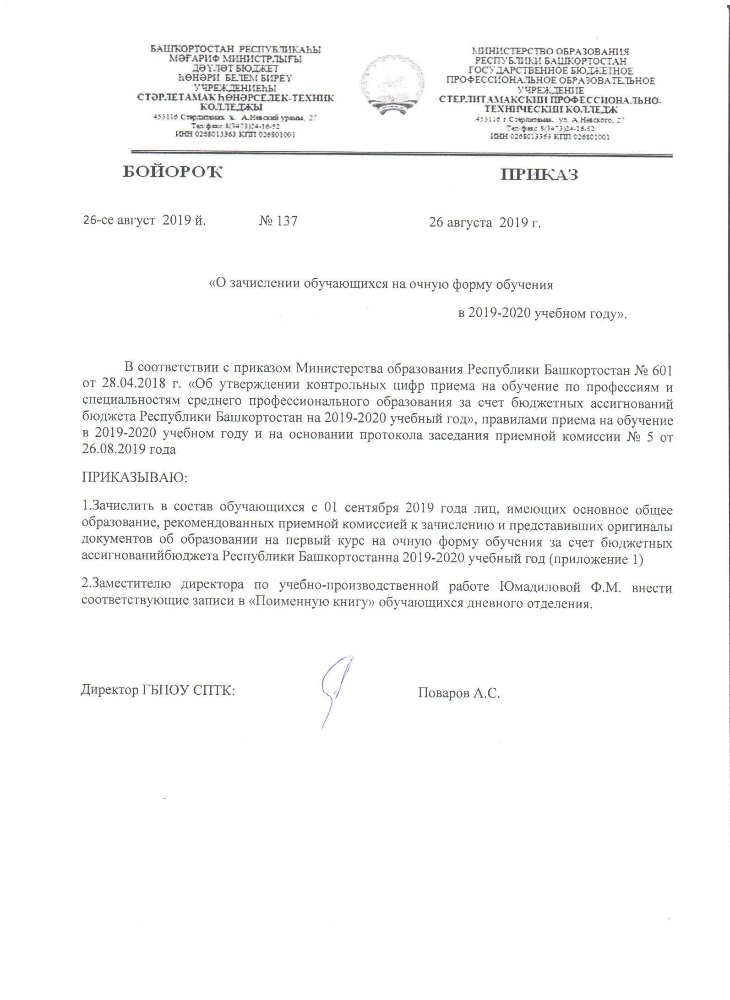 БАШҠОРТОСТАН РЕСПУБЛИКАҺЫ
МӘҒАРИФ МИНИСТРЛЫҒЫ
ДӘҮЛӘТ БЮДЖЕТ
ҺӨНӘРИ БЕЛЕМ БИРЕҮ
УЧРЕЖДЕНИЕҺЫ
СТӘРЛЕТАМАҠ ҺӨНӘРСЕЛЕК-ТЕХНИК
КОЛЛЕДЖЫ
453116 Стерлитамак ҡ. А.Невский урамы, 27
Тел факс 8(3473)24-16-52
ИНН 0268013363 КПП 026801001
МИНИСТЕРСТВО ОБРАЗОВАНИЯ
РЕСПУБЛИКИ БАШКОРТОСТАН
ГОСУДАРСТВЕННОЕ БЮДЖЕТНОЕ
ПРОФЕССИОНАЛЬНОЕ ОБРАЗОВАТЕЛЬНОЕ
УЧРЕЖДЕНИЕ
СТЕРЛИТАМАКСКИЙ ПРОФЕССИОНАЛЬНО-
ТЕХНИЧЕСКИЙ КОЛЛЕДЖ
453116 г.Стерлитамак, ул. А.Невского, 27
Тел факс 8(3473)24-16-52
ИНН 0268013363 КПП 026801001
БОЙОРОҠ ПРИКАЗ
26-се август 2019 й. № 137 26 августа 2019 г.
«О зачислении обучающихся на очную форму обучения
в 2019-2020 учебном году».
В соответствии с приказом Министерства образования Республики Башкортостан № 601
от 28.04.2018 г. «Об утверждении контрольных цифр приема на обучение по профессиям и
специальностям среднего профессионального образования за счет бюджетных ассигнований
бюджета Республики Башкортостан на 2019-2020 учебный год», правилами приема на обучение
в 2019-2020 учебном году и на основании протокола заседания приемной комиссии № 5 от
26.08.2019 года
ПРИКАЗЫВАЮ:
1.Зачислить в состав обучающихся с 01 сентября 2019 года лиц, имеющих основное общее
образование, рекомендованных приемной комиссией к зачислению и представивших оригиналы
документов об образовании на первый курс на очную форму обучения за счет бюджетных
ассигнованийбюджета Республики Башкортостанна 2019-2020 учебный год (приложение 1)
2.Заместителю директора по учебно-производственной работе Юмадиловой Ф.М. внести
соответствующие записи в «Поименную книгу» обучающихся дневного отделения.
Директор ГБПОУ СПТК: Поваров А.С.